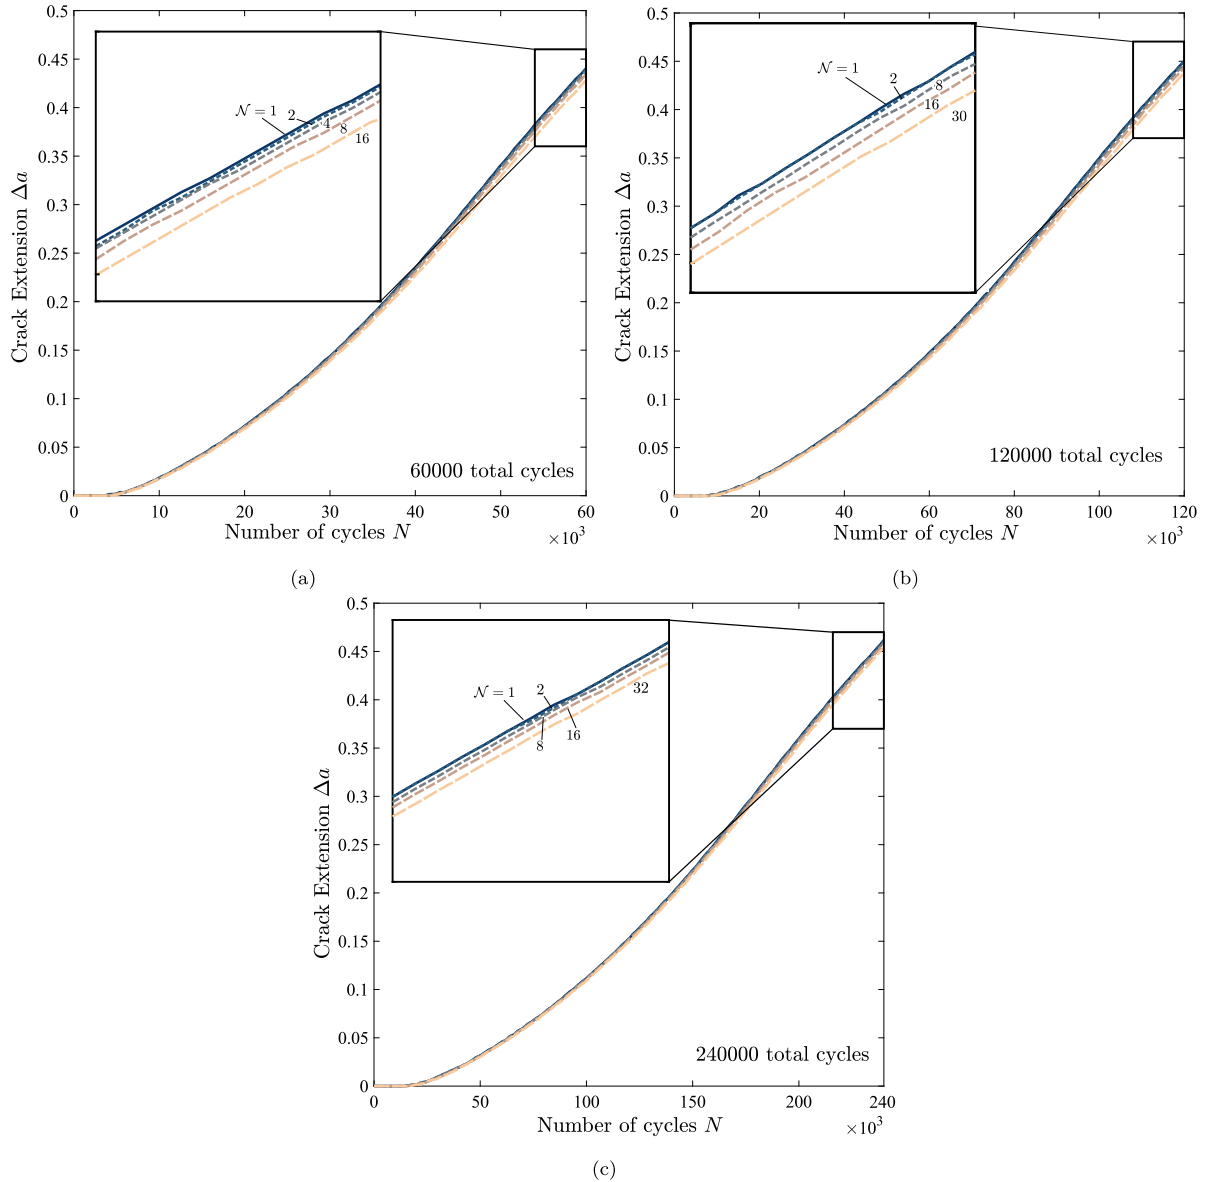 0.5
0.45
0.4
0.35
0.3
0.25
0.2
0.15
0.1
0.05
0
Crack Extension Δa
𝒩 = 1
2
4
8
16
60000 total cycles
0 10 20 30 40 50 60
Number of cycles N
×10³
(a)
0.5
0.45
0.4
0.35
0.3
0.25
0.2
0.15
0.1
0.05
0
Crack Extension Δa
𝒩 = 1
2
8
16
30
120000 total cycles
0 20 40 60 80 100 120
Number of cycles N
×10³
(b)
0.5
0.45
0.4
0.35
0.3
0.25
0.2
0.15
0.1
0.05
0
Crack Extension Δa
𝒩 = 1
2
8
16
32
240000 total cycles
0 50 100 150 200 240
Number of cycles N
×10³
(c)